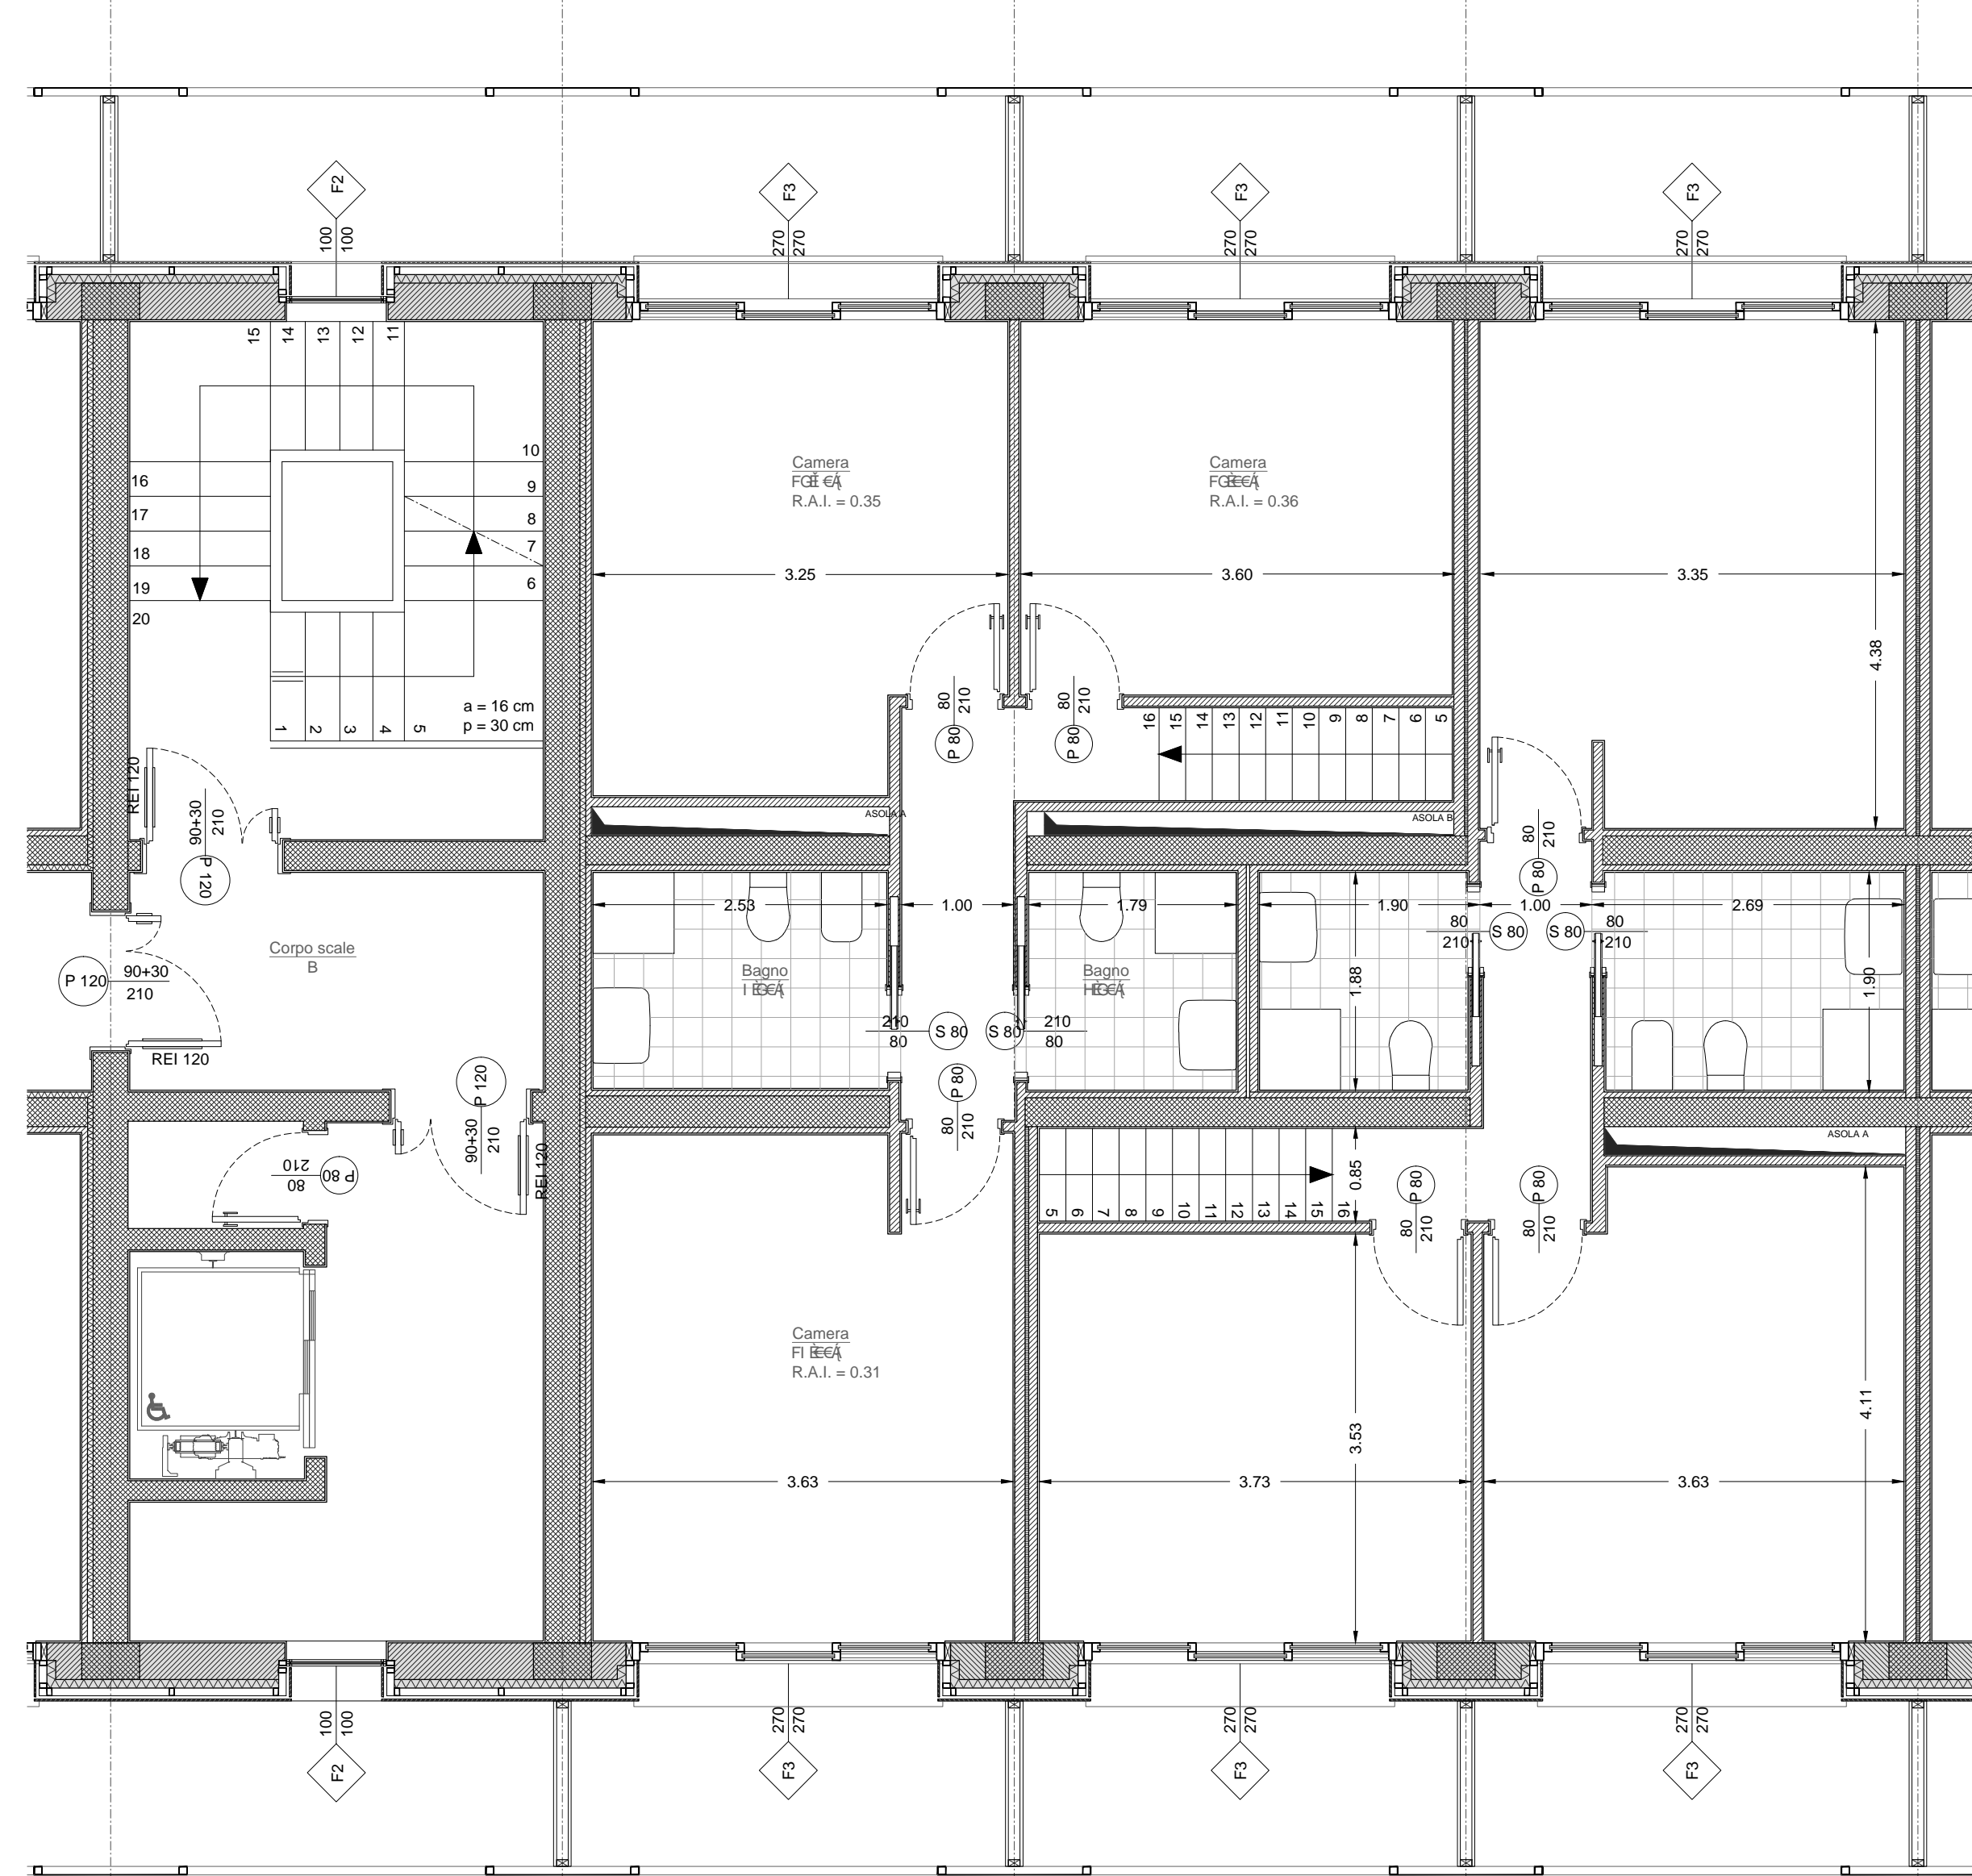 F2
F3
F3
F3
100
100
270
270
270
270
270
270
15
14
13
12
11
10
9
8
7
6
16
17
18
19
20
1
2
3
4
5
a = 16 cm
p = 30 cm
Camera
R.A.I. = 0.35
Camera
R.A.I. = 0.36
3.25
3.60
3.35
4.38
80
210
P 80
80
210
P 80
16
15
14
13
12
11
10
9
8
7
6
5
REI 120
90+30
210
P 120
ASOLA A
ASOLA B
80
210
P 80
2.53
1.00
1.79
1.90
1.00
2.69
80
210
S 80
S 80
80
210
Corpo scale
B
P 120
90+30
210
REI 120
Bagno
Bagno
1.88
1.90
210
80
S 80
S 80
210
80
P 80
80
210
P 120
90+30
210
REI 120
P 80
80
210
ASOLA A
0.85
5
6
7
8
9
10
11
12
13
14
15
16
P 80
80
210
P 80
80
210
Camera
R.A.I. = 0.31
3.53
4.11
3.63
3.73
3.63
100
100
270
270
270
270
270
270
F2
F3
F3
F3